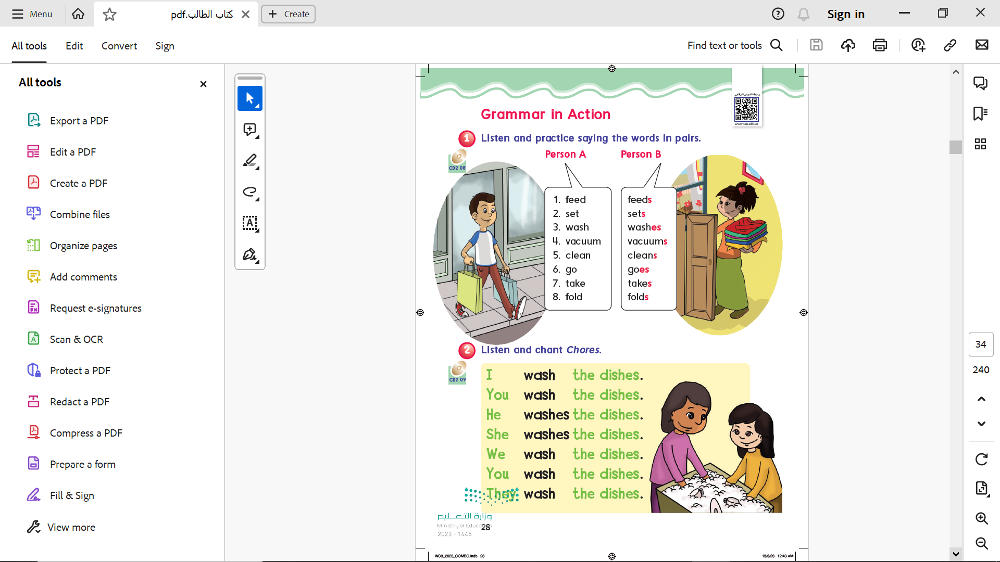 Menu
كتاب الطالب.pdf
Create
Sign in
All tools
Edit
Convert
Sign
Find text or tools
All tools
Export a PDF
Edit a PDF
Create a PDF
Combine files
Organize pages
Add comments
Request e-signatures
Scan & OCR
Protect a PDF
Redact a PDF
Compress a PDF
Prepare a form
Fill & Sign
View more
رابط الدرس الرقمي
www.ien.edu.sa
Grammar in Action
1 Listen and practice saying the words in pairs.
CD2 08
Person A
1. feed
2. set
3. wash
4. vacuum
5. clean
6. go
7. take
8. fold
Person B
feeds
sets
washes
vacuums
cleans
goes
takes
folds
2 Listen and chant Chores.
CD2 09
I wash the dishes.
You wash the dishes.
He washes the dishes.
She washes the dishes.
We wash the dishes.
You wash the dishes.
They wash the dishes.
وزارة التعليم
Ministry of Education
2023 - 1445
28
WC3_2023_COMBO.indb 28
13/3/23 12:43 AM
34
240